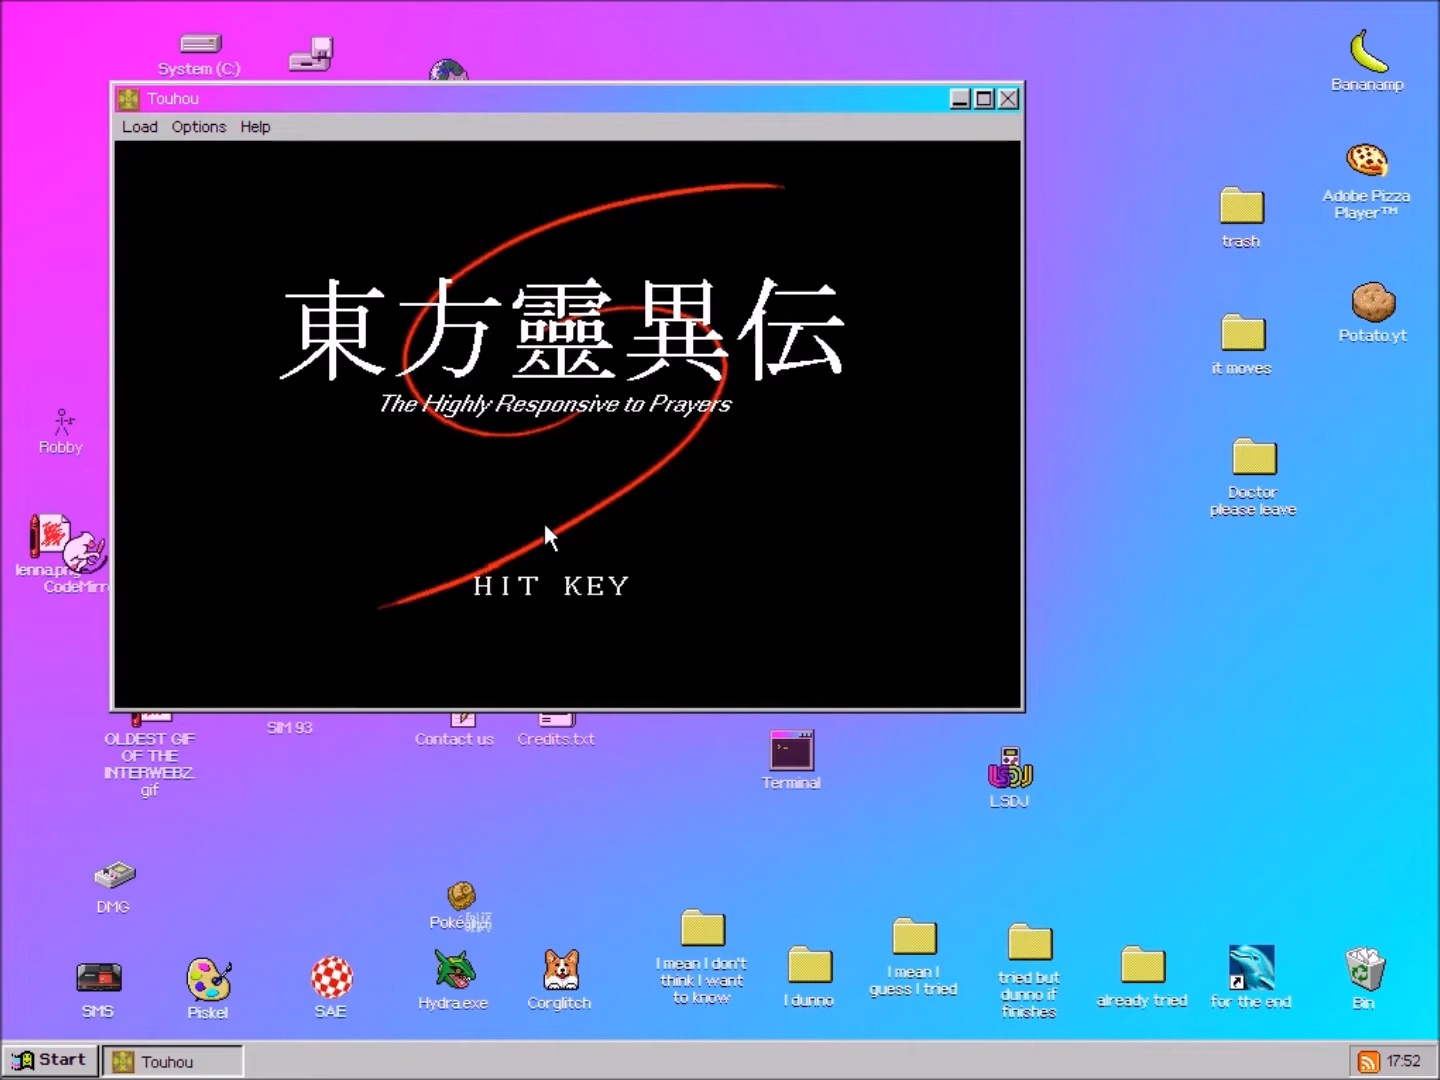 System (C:)
Bananamp
Touhou
Load Options Help
Adobe Pizza
Player™
trash
東方靈異伝
The Highly Responsive to Prayers
Potato.yt
it moves
Robby
Doctor
please leave
lenna.png
CodeMirr
HIT KEY
OLDEST GIF
OF THE
INTERWEBZ.
gif
SIM 93
Contact us
Credits.txt
Terminal
LSDJ
DMG
Poké
I mean I don't
think I want
to know
I dunno
I mean I
guess I tried
tried but
dunno if
finishes
already tried
for the end
Bin
SMS
Piskel
SAE
Hydra.exe
Corglitch
Start
Touhou
17:52